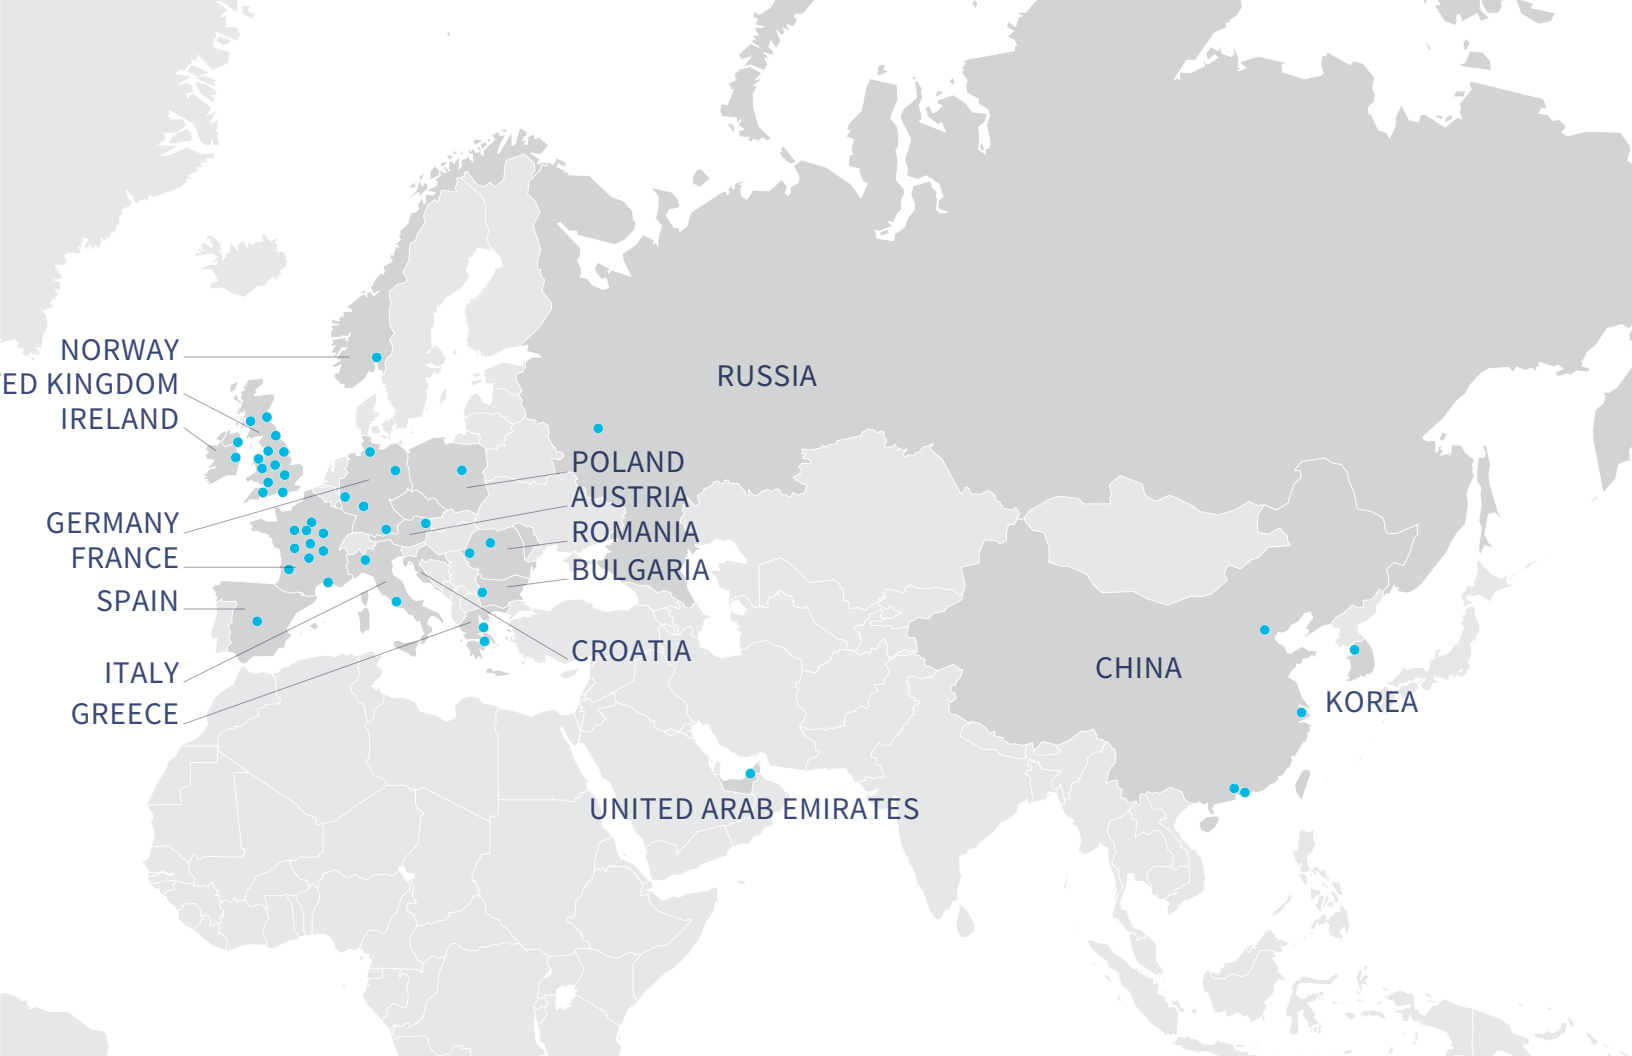 NORWAY
TED KINGDOM
IRELAND
RUSSIA
POLAND
AUSTRIA
GERMANY
ROMANIA
FRANCE
BULGARIA
SPAIN
CROATIA
ITALY
CHINA
KOREA
GREECE
UNITED ARAB EMIRATES